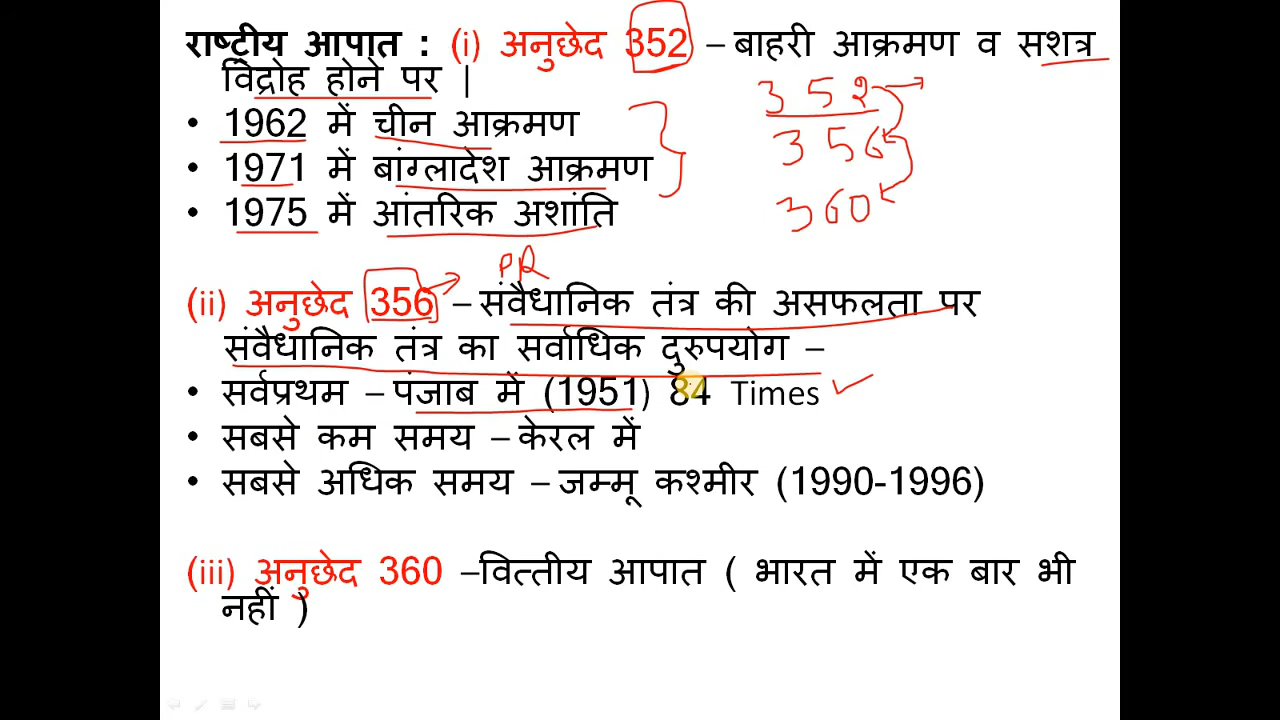 राष्ट्रीय आपात : (i) अनुछेद 352 – बाहरी आक्रमण व सशत्र
विद्रोह होने पर |
352
• 1962 में चीन आक्रमण
356
• 1971 में बांग्लादेश आक्रमण
360
• 1975 में आंतरिक अशांति
PR
(ii) अनुछेद 356 – संवैधानिक तंत्र की असफलता पर
संवैधानिक तंत्र का सर्वाधिक दुरुपयोग –
• सर्वप्रथम – पंजाब में (1951) 84 Times
• सबसे कम समय – केरल में
• सबसे अधिक समय – जम्मू कश्मीर (1990-1996)
(iii) अनुछेद 360 –वित्तीय आपात ( भारत में एक बार भी
नहीं )